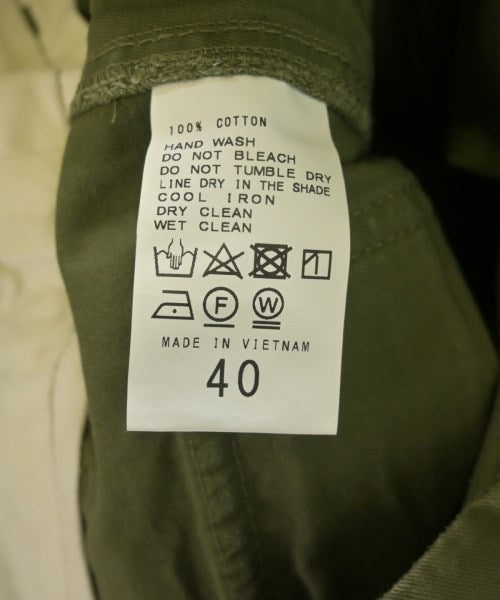 100% COTTON
HAND WASH
DO NOT BLEACH
DO NOT TUMBLE DRY
LINE DRY IN THE SHADE
COOL IRON
DRY CLEAN
WET CLEAN
F W
MADE IN VIETNAM
40